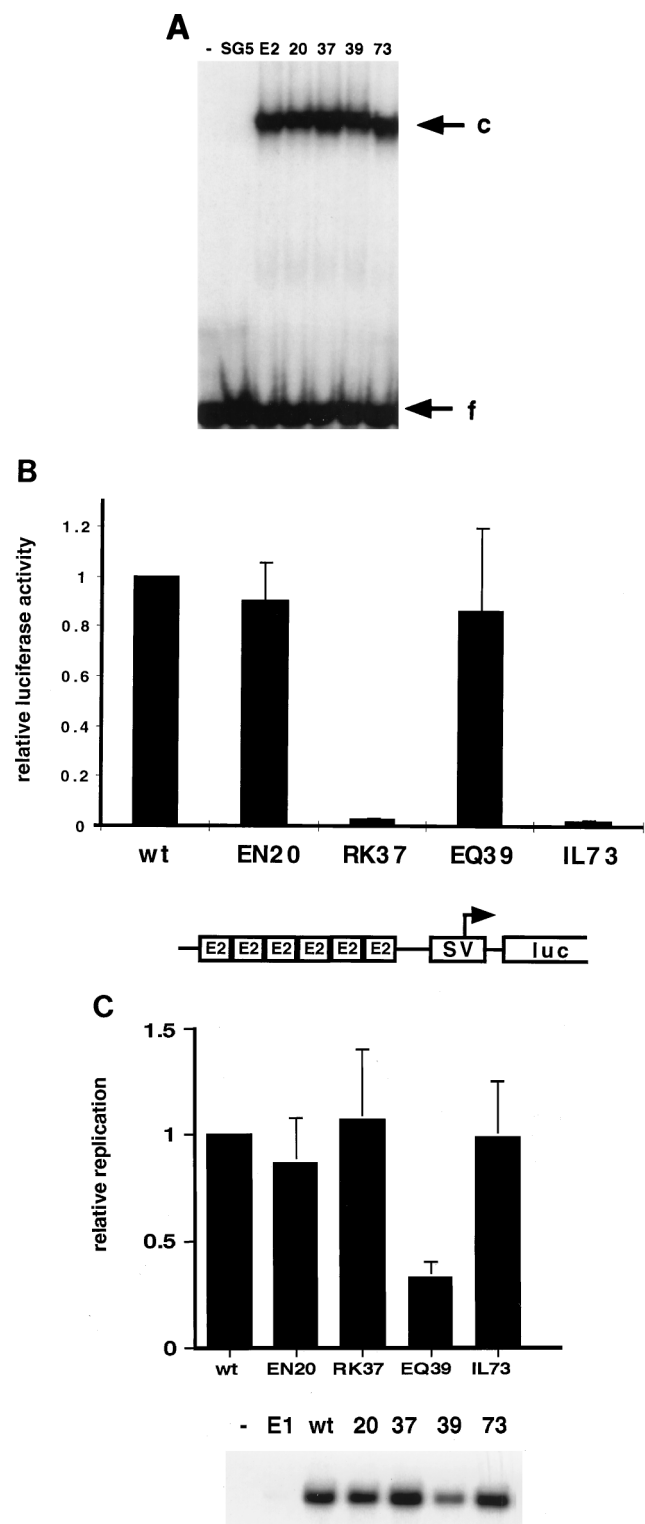 A
- SG5 E2 20 37 39 73
c
f
B
relative luciferase activity
1.2
1
0.8
0.6
0.4
0.2
0
wt EN20 RK37 EQ39 IL73
E2 E2 E2 E2 E2 E2 SV luc
C
relative replication
1.5
1
0.5
0
wt EN20 RK37 EQ39 IL73
- E1 wt 20 37 39 73